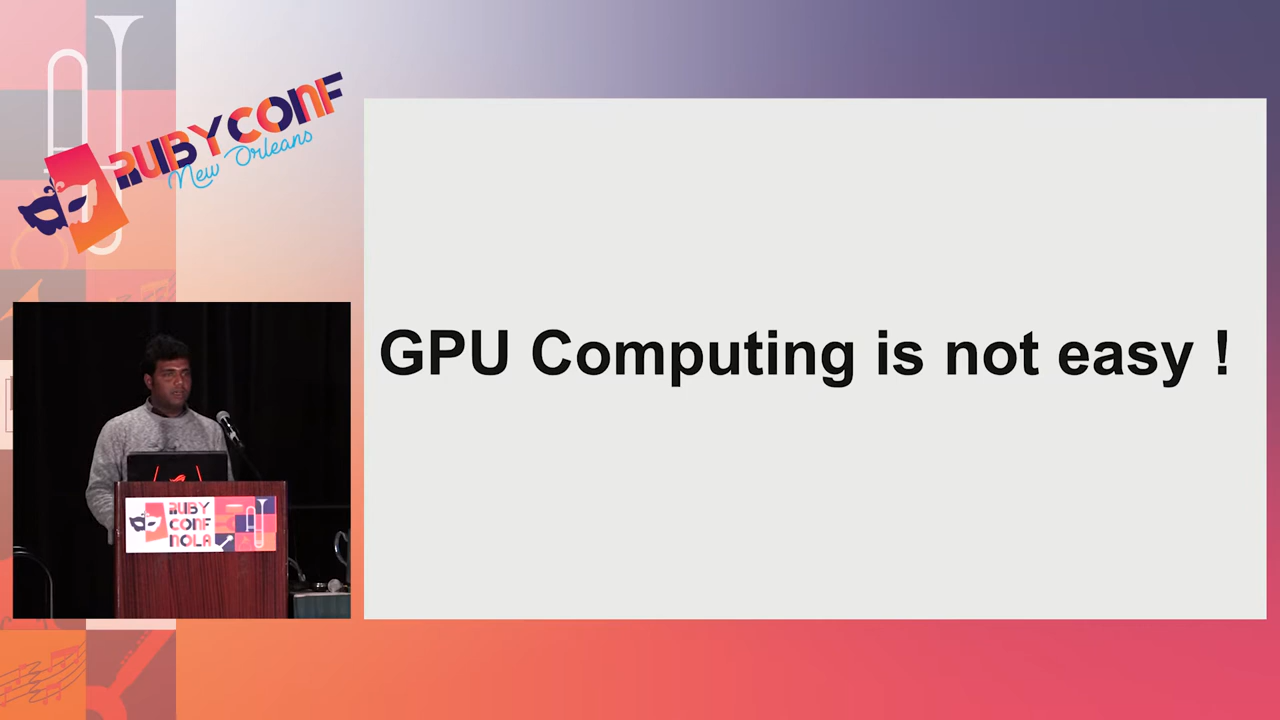 RUBYCONF
New Orleans
GPU Computing is not easy !
RUBY
CONF
NOLA